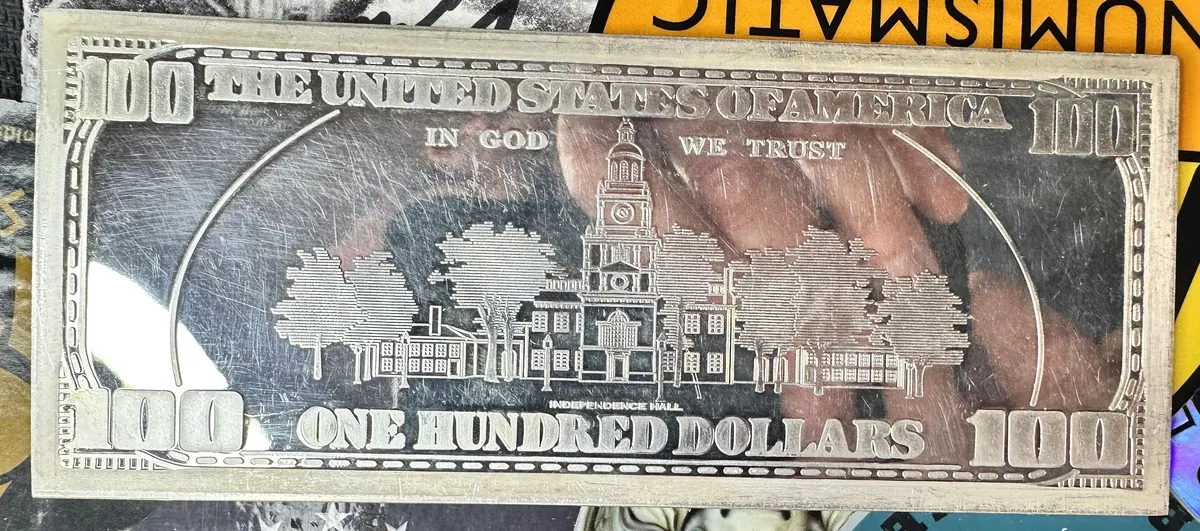 NUMISMATIC
100 THE UNITED STATES OF AMERICA 100
IN GOD WE TRUST
INDEPENDENCE HALL
100 ONE HUNDRED DOLLARS 100